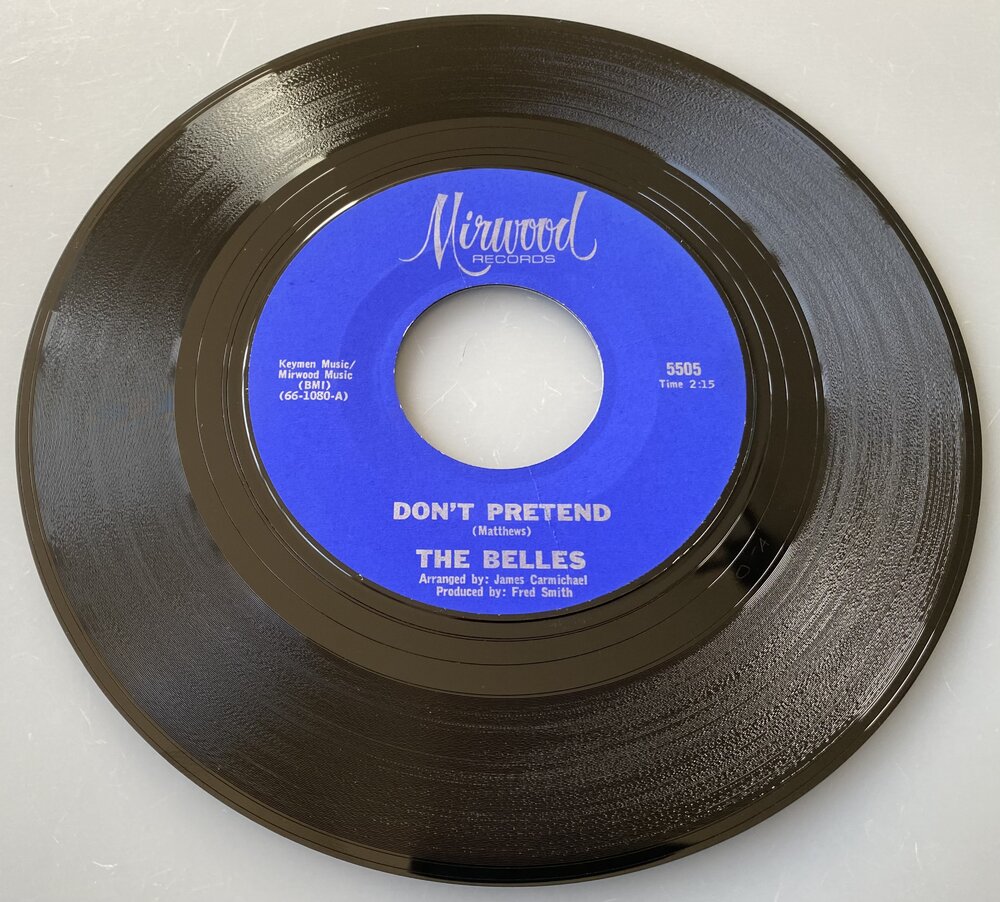 Mirwood
RECORDS
Keymen Music/
Mirwood Music
(BMI)
(66-1080-A)
5505
Time 2:15
DON'T PRETEND
(Matthews)
THE BELLES
Arranged by: James Carmichael
Produced by: Fred Smith